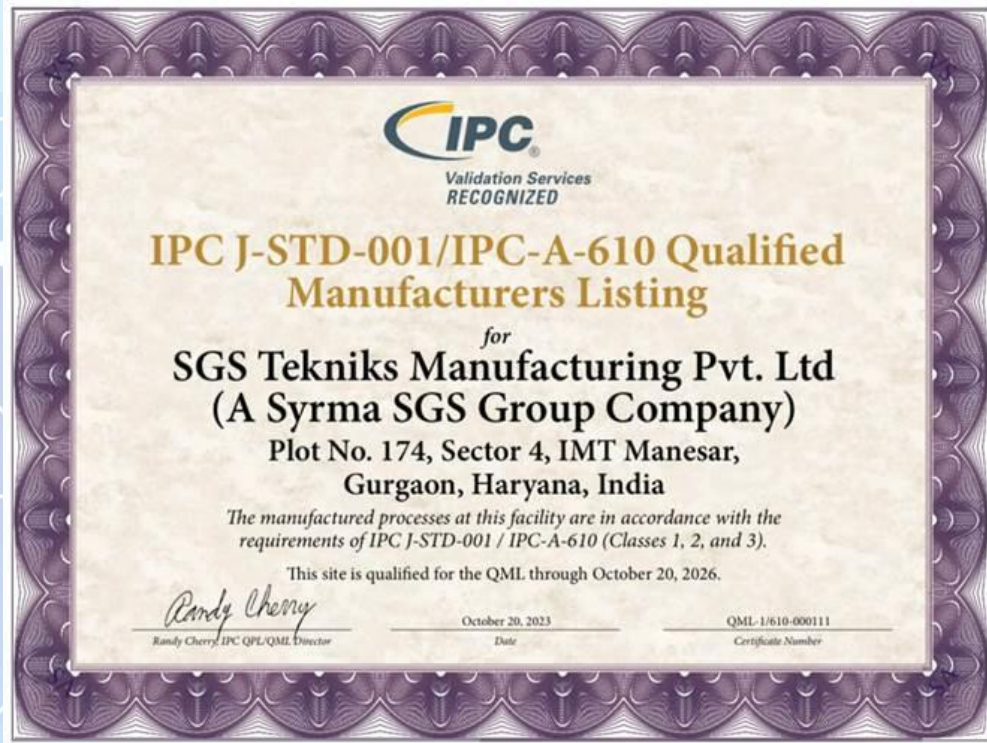 IPC®
Validation Services
RECOGNIZED
IPC J-STD-001/IPC-A-610 Qualified
Manufacturers Listing
for
SGS Tekniks Manufacturing Pvt. Ltd
(A Syrma SGS Group Company)
Plot No. 174, Sector 4, IMT Manesar,
Gurgaon, Haryana, India
The manufactured processes at this facility are in accordance with the
requirements of IPC J-STD-001 / IPC-A-610 (Classes 1, 2, and 3).
This site is qualified for the QML through October 20, 2026.
Randy Cherry
October 20, 2023
QML-1/610-000111
Randy Cherry, IPC QPL/QML Director
Date
Certificate Number